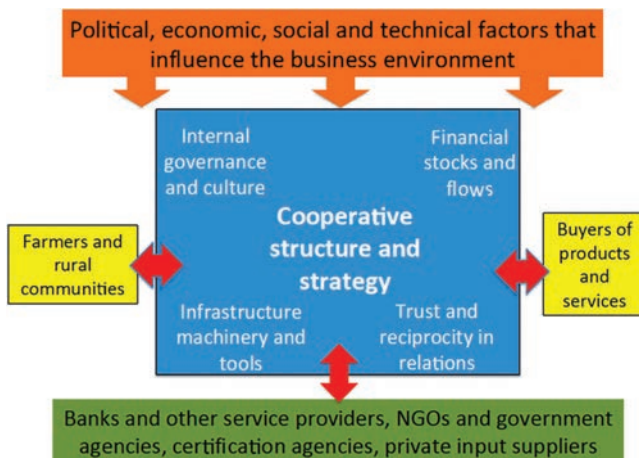 Political, economic, social and technical factors that
influence the business environment
Internal
governance
and culture
Financial
stocks and
flows
Cooperative
structure and
strategy
Farmers and
rural
communities
Buyers of
products
and
services
Infrastructure
machinery and
tools
Trust and
reciprocity in
relations
Banks and other service providers, NGOs and government
agencies, certification agencies, private input suppliers